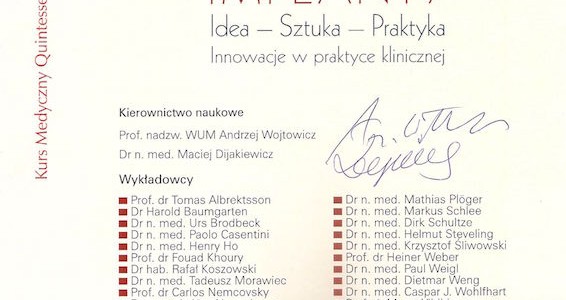 Kurs Medyczny Quintesse
IMPLANTY
Idea – Sztuka – Praktyka
Innowacje w praktyce klinicznej
Kierownictwo naukowe
Prof. nadzw. WUM Andrzej Wojtowicz
Dr n. med. Maciej Dijakiewicz
Wykładowcy
Prof. dr Tomas Albrektsson
Dr Harold Baumgarten
Dr n. med. Urs Brodbeck
Dr n. med. Paolo Casentini
Dr n. med. Henry Ho
Prof. dr Fouad Khoury
Dr hab. Rafał Koszowski
Dr n. med. Tadeusz Morawiec
Prof. dr Carlos Nemcovsky
Dr n. med. Mathias Plöger
Dr n. med. Markus Schlee
Dr n. med. Dirk Schultze
Dr n. med. Helmut Steveling
Dr n. med. Krzysztof Śliwowski
Prof. dr Heiner Weber
Dr n. med. Paul Weigl
Dr n. med. Dietmar Weng
Dr n. med. Caspar J. Wohlfhart